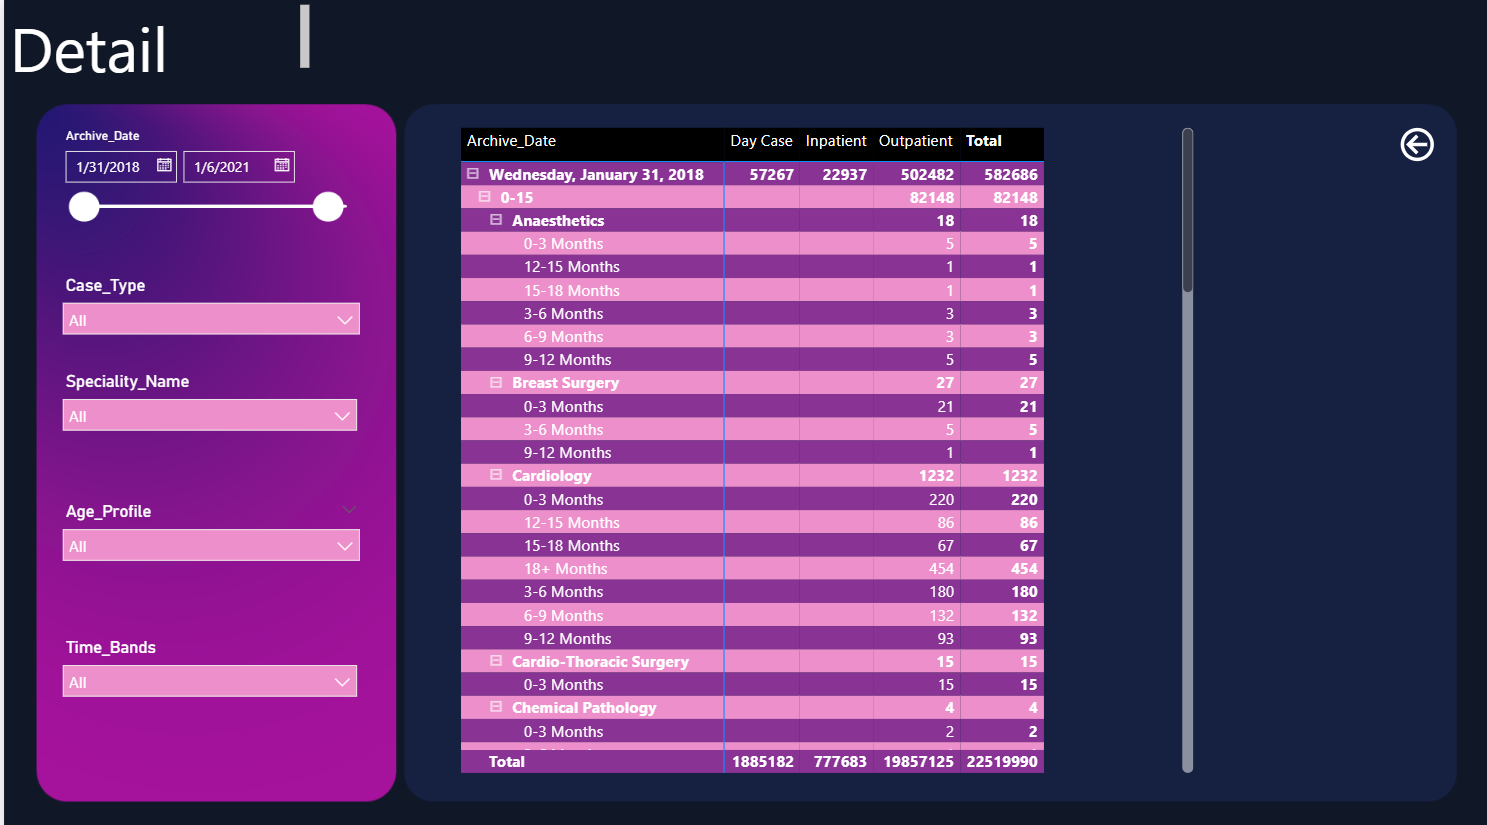 Detail
Archive_Date
1/31/2018 1/6/2021
Case_Type
All
Speciality_Name
All
Age_Profile
All
Time_Bands
All
Archive_Date Day Case Inpatient Outpatient Total
Wednesday, January 31, 2018 57267 22937 502482 582686
0-15 82148 82148
Anaesthetics 18 18
0-3 Months 5 5
12-15 Months 1 1
15-18 Months 1 1
3-6 Months 3 3
6-9 Months 3 3
9-12 Months 5 5
Breast Surgery 27 27
0-3 Months 21 21
3-6 Months 5 5
9-12 Months 1 1
Cardiology 1232 1232
0-3 Months 220 220
12-15 Months 86 86
15-18 Months 67 67
18+ Months 454 454
3-6 Months 180 180
6-9 Months 132 132
9-12 Months 93 93
Cardio-Thoracic Surgery 15 15
0-3 Months 15 15
Chemical Pathology 4 4
0-3 Months 2 2
Total 1885182 777683 19857125 22519990